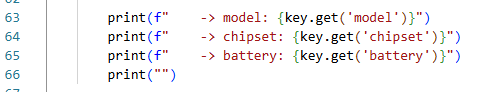 63 print(f"    -> model: {key.get('model')}")
64 print(f"    -> chipset: {key.get('chipset')}")
65 print(f"    -> battery: {key.get('battery')}")
66 print("")